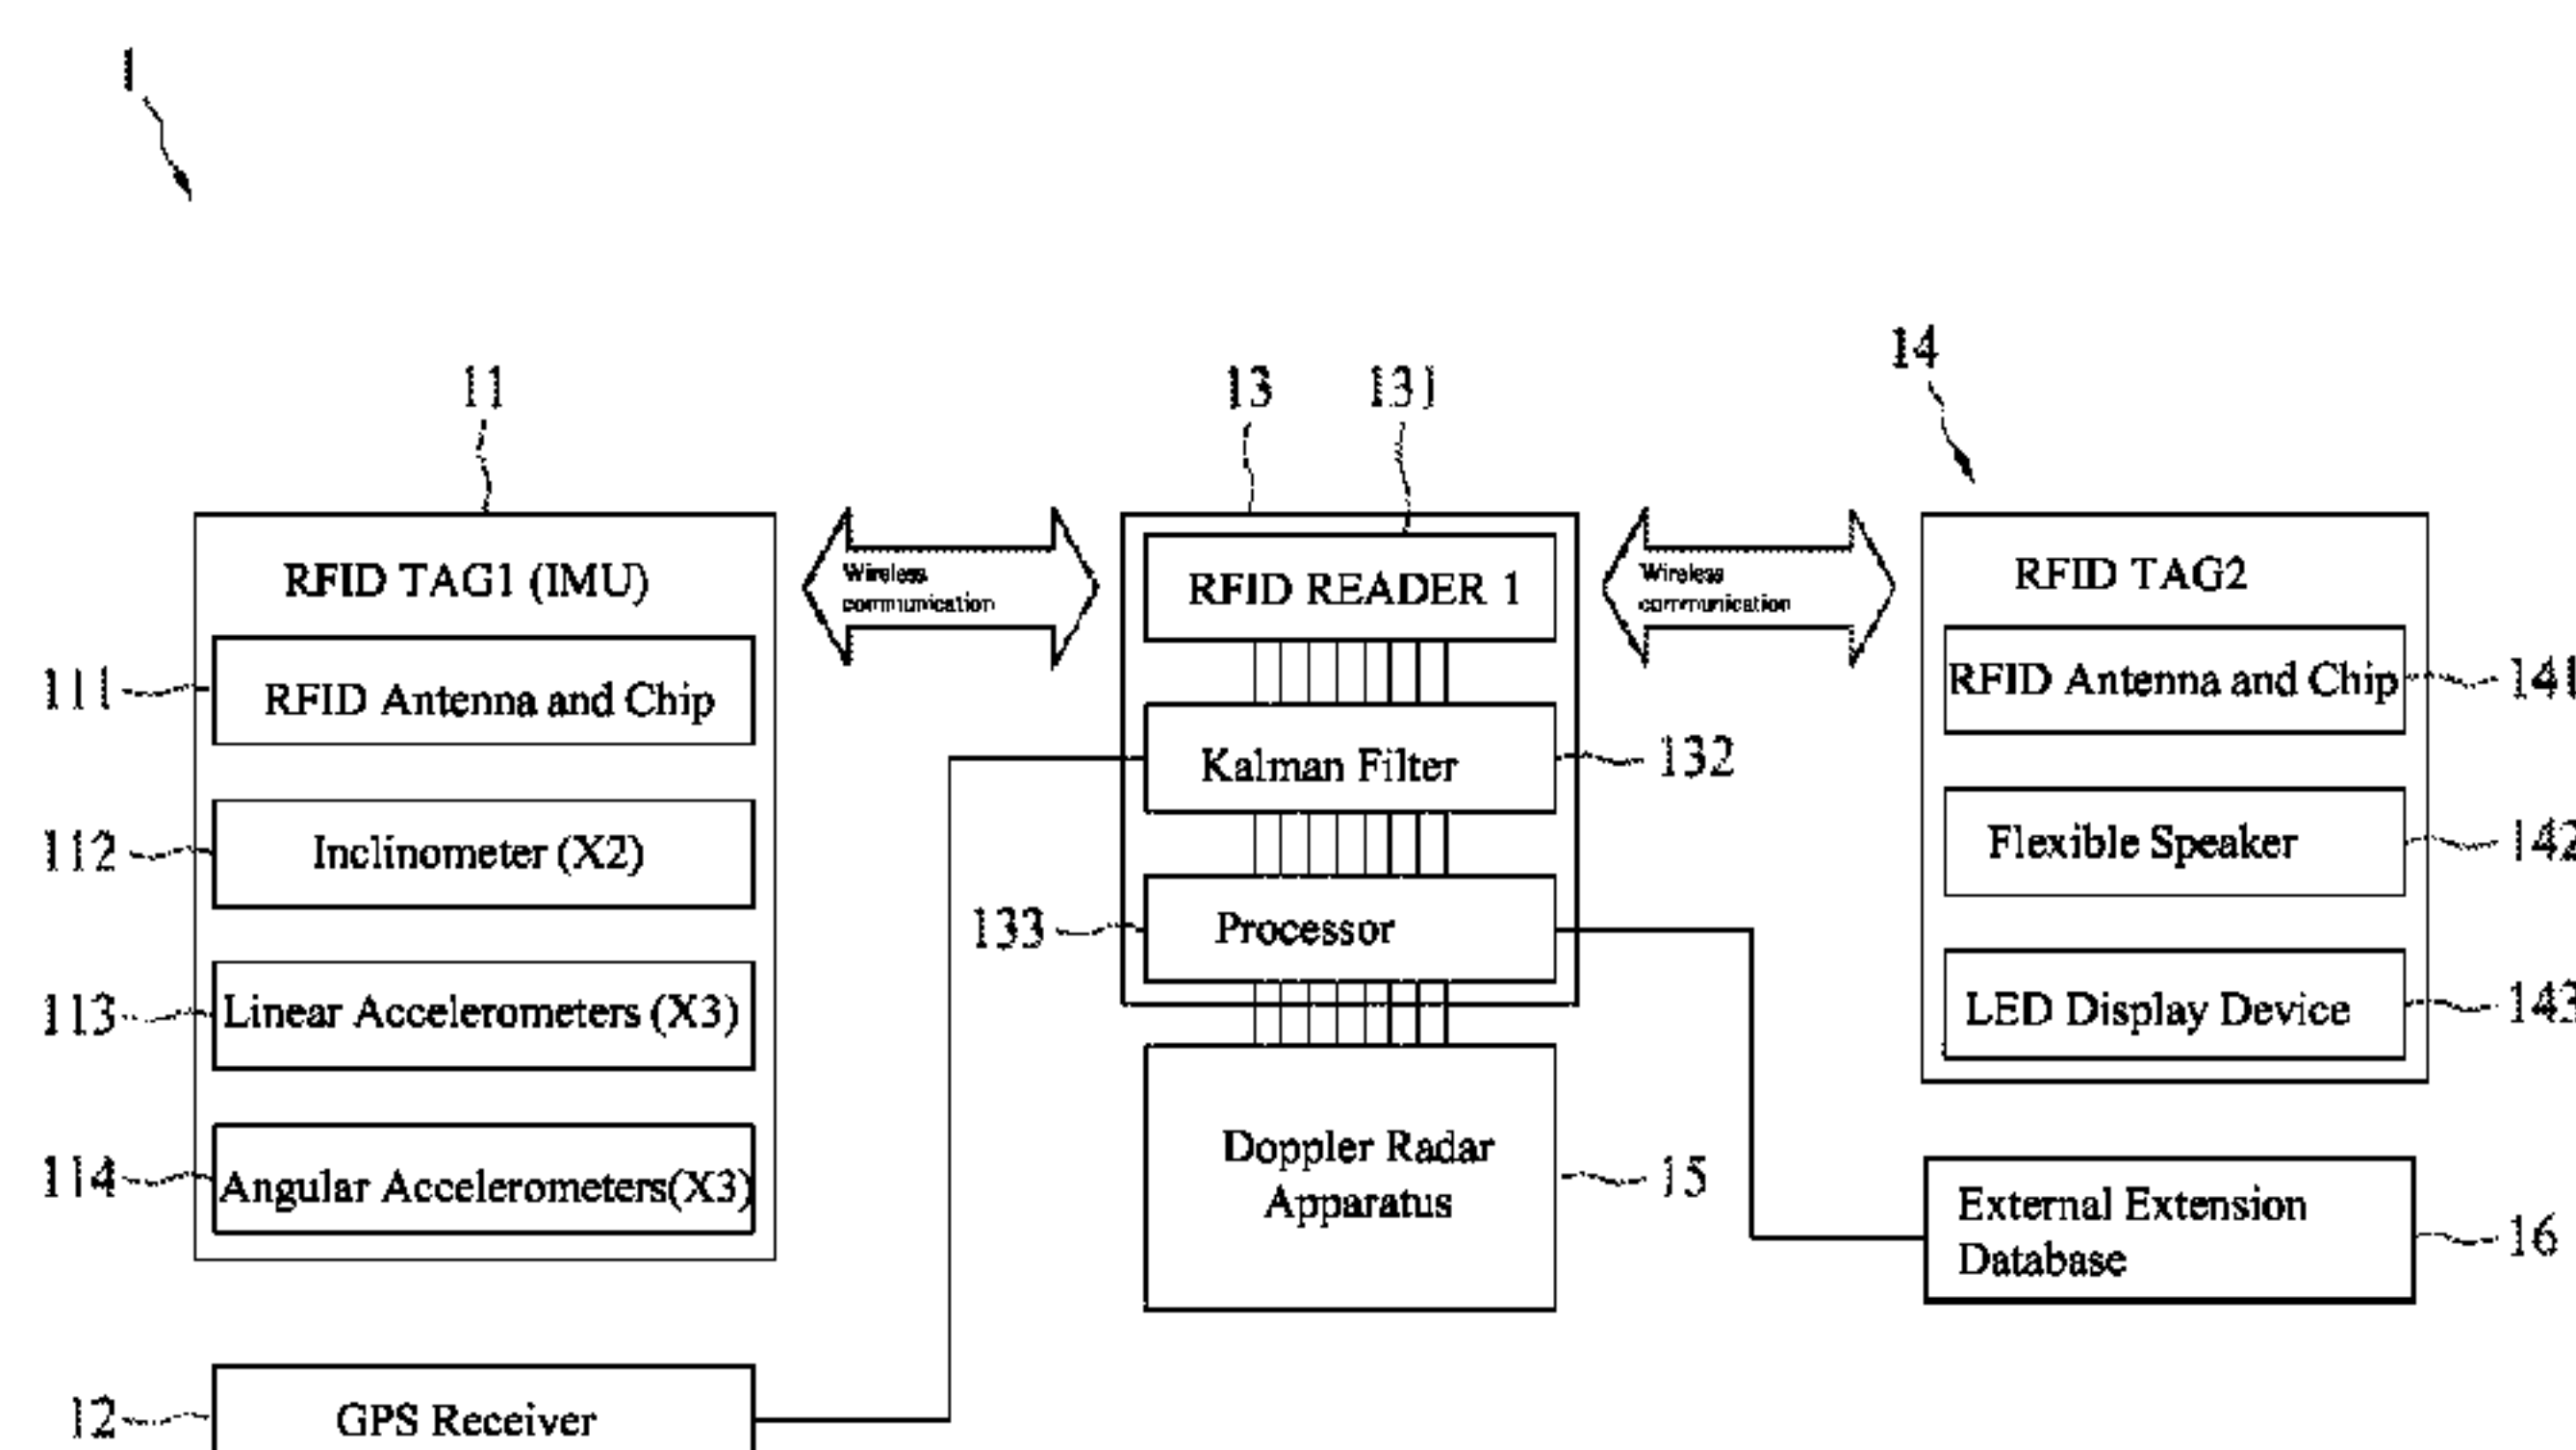 1
11
13
131
14
RFID TAG1 (IMU)
Wireless
communication
RFID READER 1
Wireless
communication
RFID TAG2
111
RFID Antenna and Chip
RFID Antenna and Chip
141
Kalman Filter
132
112
Inclinometer (X2)
Flexible Speaker
142
133
Processor
113
Linear Accelerometers (X3)
LED Display Device
143
114
Angular Accelerometers(X3)
Doppler Radar
Apparatus
15
External Extension
Database
16
12
GPS Receiver